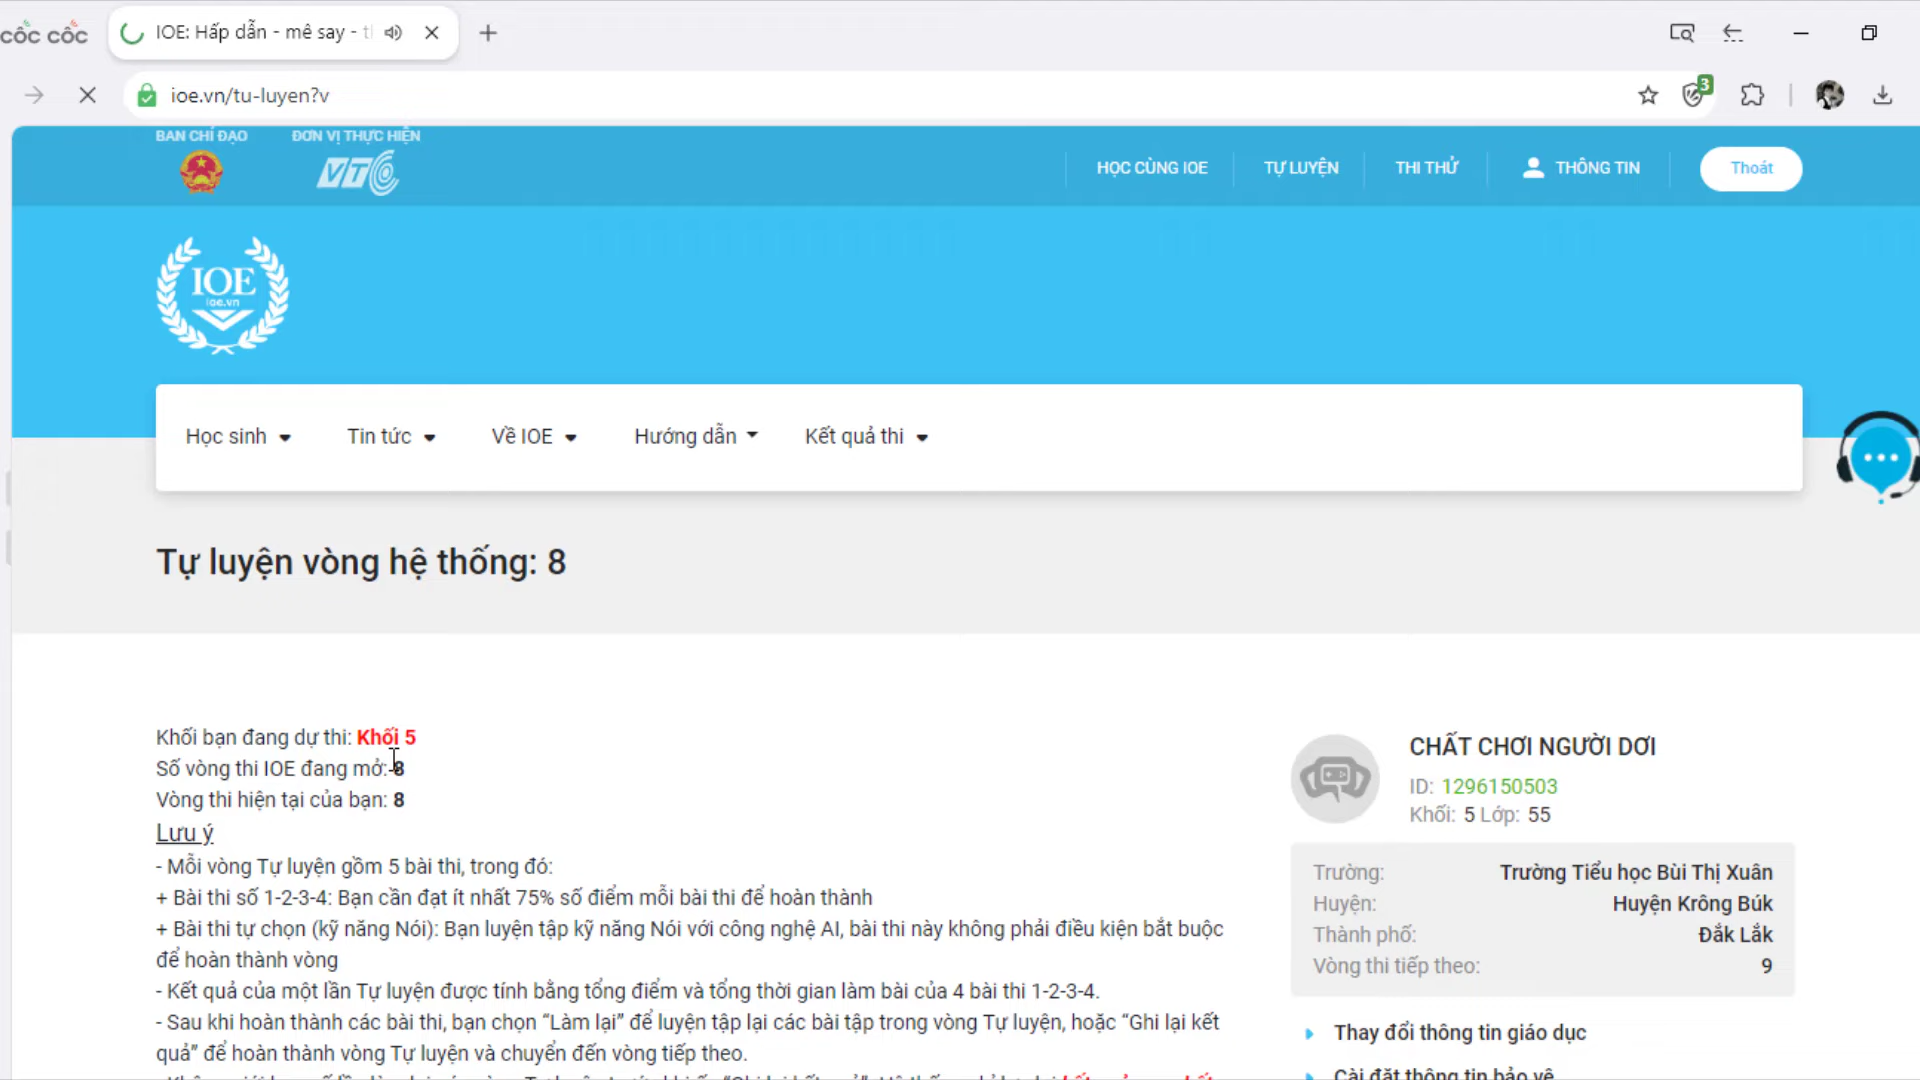 cốc cốc
IOE: Hấp dẫn - mê say - t
ioe.vn/tu-luyen?v
3
BAN CHỈ ĐẠO
ĐƠN VỊ THỰC HIỆN
VTC
HỌC CÙNG IOE
TỰ LUYỆN
THI THỬ
THÔNG TIN
Thoát
IOE
ioe.vn
Học sinh
Tin tức
Về IOE
Hướng dẫn
Kết quả thi
Tự luyện vòng hệ thống: 8
Khối bạn đang dự thi: Khối 5
Số vòng thi IOE đang mở: 8
Vòng thi hiện tại của bạn: 8
Lưu ý
- Mỗi vòng Tự luyện gồm 5 bài thi, trong đó:
+ Bài thi số 1-2-3-4: Bạn cần đạt ít nhất 75% số điểm mỗi bài thi để hoàn thành
+ Bài thi tự chọn (kỹ năng Nói): Bạn luyện tập kỹ năng Nói với công nghệ AI, bài thi này không phải điều kiện bắt buộc
để hoàn thành vòng
- Kết quả của một lần Tự luyện được tính bằng tổng điểm và tổng thời gian làm bài của 4 bài thi 1-2-3-4.
- Sau khi hoàn thành các bài thi, bạn chọn “Làm lại” để luyện tập lại các bài tập trong vòng Tự luyện, hoặc “Ghi lại kết
quả” để hoàn thành vòng Tự luyện và chuyển đến vòng tiếp theo.
CHẤT CHƠI NGƯỜI DƠI
ID: 1296150503
Khối: 5 Lớp: 55
Trường: Trường Tiểu học Bùi Thị Xuân
Huyện: Huyện Krông Búk
Thành phố: Đắk Lắk
Vòng thi tiếp theo: 9
Thay đổi thông tin giáo dục
Cài đặt thông tin bảo vệ